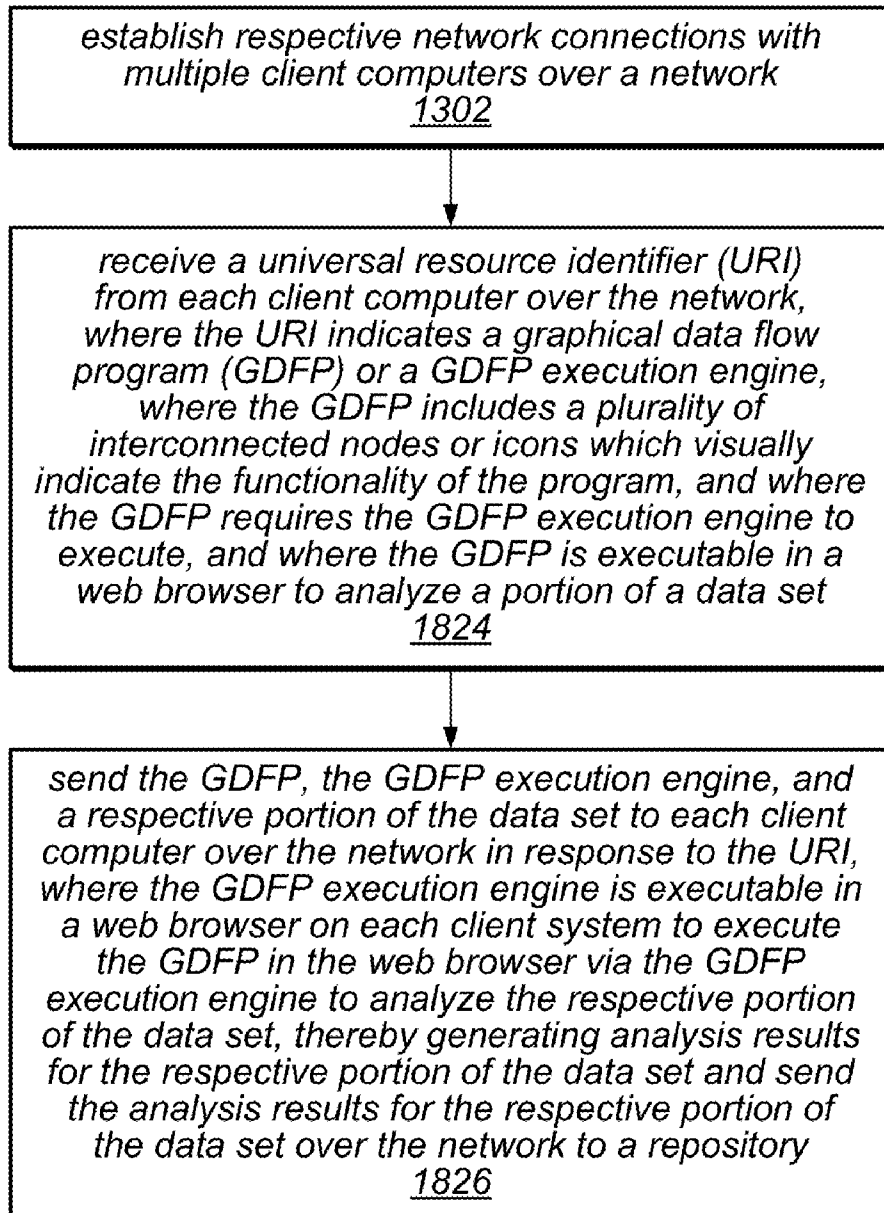 establish respective network connections with
multiple client computers over a network
1302
receive a universal resource identifier (URI)
from each client computer over the network,
where the URI indicates a graphical data flow
program (GDFP) or a GDFP execution engine,
where the GDFP includes a plurality of
interconnected nodes or icons which visually
indicate the functionality of the program, and where
the GDFP requires the GDFP execution engine to
execute, and where the GDFP is executable in a
web browser to analyze a portion of a data set
1824
send the GDFP, the GDFP execution engine, and
a respective portion of the data set to each client
computer over the network in response to the URI,
where the GDFP execution engine is executable in
a web browser on each client system to execute
the GDFP in the web browser via the GDFP
execution engine to analyze the respective portion
of the data set, thereby generating analysis results
for the respective portion of the data set and send
the analysis results for the respective portion of
the data set over the network to a repository
1826